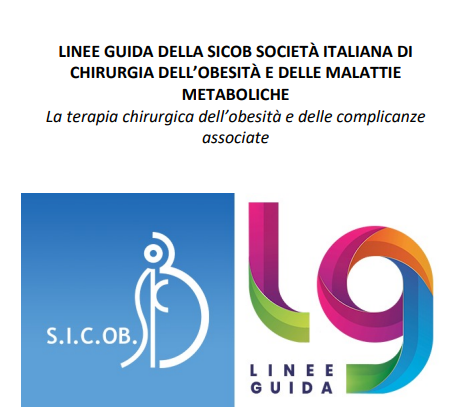 LINEE GUIDA DELLA SICOB SOCIETÀ ITALIANA DI
CHIRURGIA DELL'OBESITÀ E DELLE MALATTIE
METABOLICHE
La terapia chirurgica dell'obesità e delle complicanze
associate
S.I.C.OB.
lg
LINEE
GUIDA